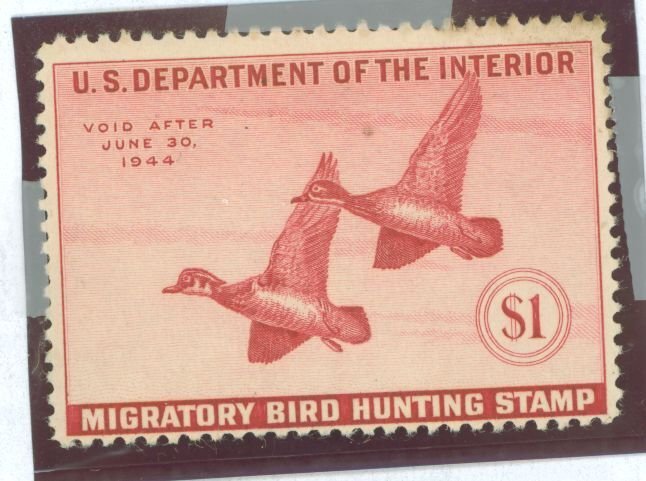 U. S. DEPARTMENT OF THE INTERIOR
VOID AFTER
JUNE 30,
1944
$1
MIGRATORY BIRD HUNTING STAMP